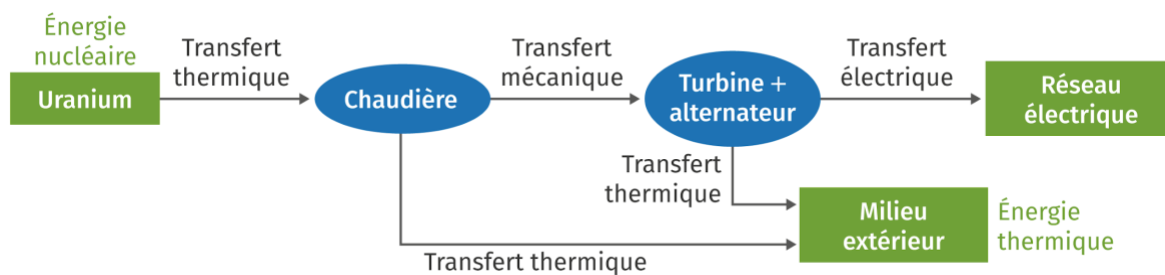 Énergie
nucléaire
Uranium
Transfert
thermique
Chaudière
Transfert
mécanique
Turbine +
alternateur
Transfert
électrique
Réseau
électrique
Transfert
thermique
Milieu
extérieur
Énergie
thermique
Transfert thermique